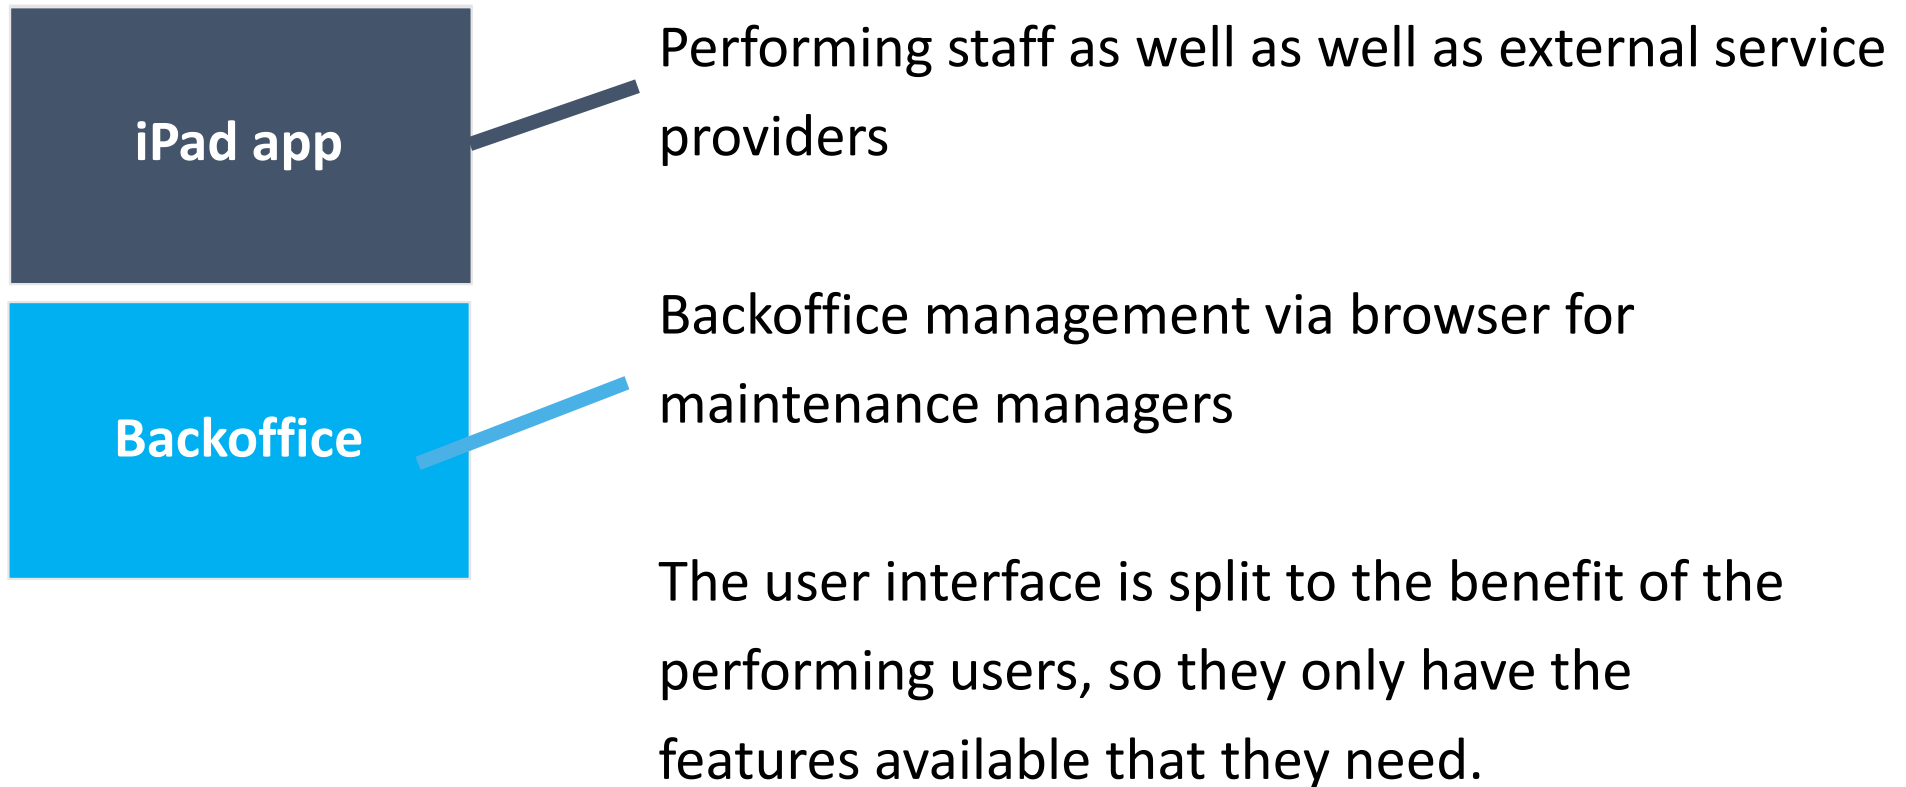 iPad app
Performing staff as well as well as external service
providers
Backoffice
Backoffice management via browser for
maintenance managers
The user interface is split to the benefit of the
performing users, so they only have the
features available that they need.